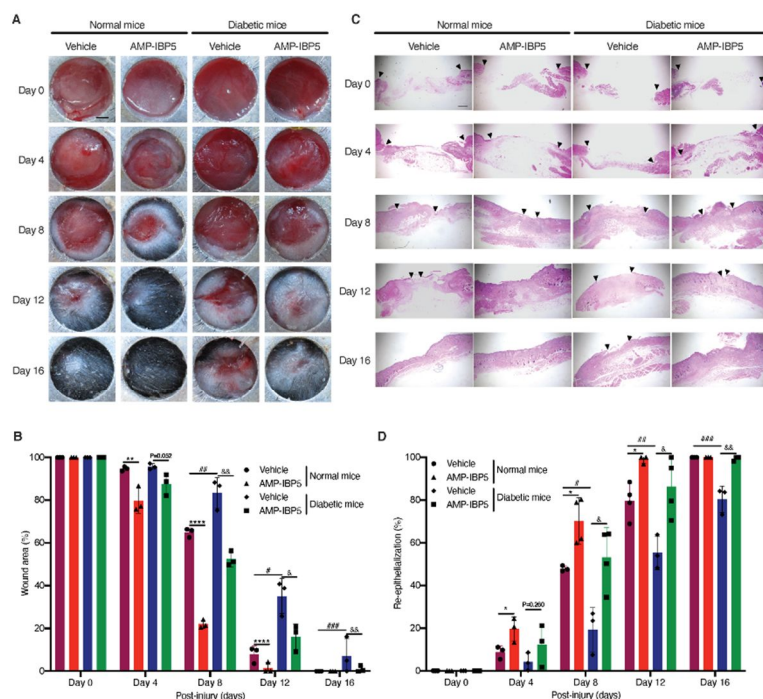 A
Normal mice
Diabetic mice
Vehicle
AMP-IBP5
Vehicle
AMP-IBP5
Day 0
Day 4
Day 8
Day 12
Day 16
C
Normal mice
Diabetic mice
Vehicle
AMP-IBP5
Vehicle
AMP-IBP5
Day 0
Day 4
Day 8
Day 12
Day 16
B
Wound area (%)
100
80
60
40
20
0
**
P=0.052
****
##
&&
****
#
&
###
&&
Vehicle
AMP-IBP5
Normal mice
Vehicle
AMP-IBP5
Diabetic mice
Day 0
Day 4
Day 8
Day 12
Day 16
Post-injury (days)
D
Re-epithelialization (%)
100
80
60
40
20
0
*
P=0.260
#
*
&
##
*
&
###
&&
Vehicle
AMP-IBP5
Normal mice
Vehicle
AMP-IBP5
Diabetic mice
Day 0
Day 4
Day 8
Day 12
Day 16
Post-injury (days)